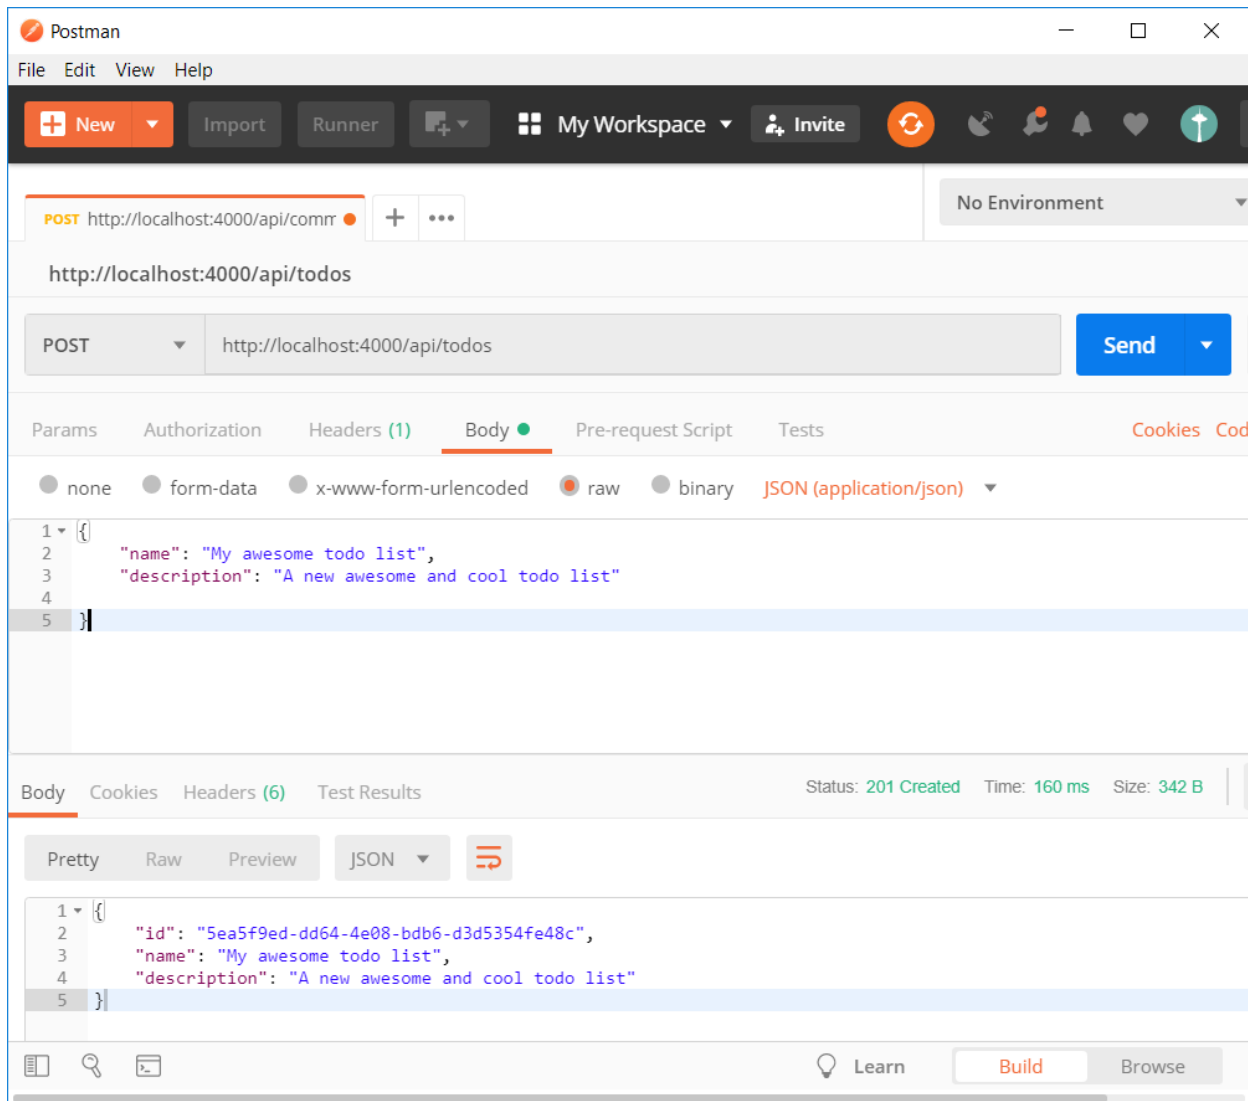 Postman
File Edit View Help
New Import Runner My Workspace Invite
POST http://localhost:4000/api/comm No Environment
http://localhost:4000/api/todos
POST http://localhost:4000/api/todos Send
Params Authorization Headers (1) Body Pre-request Script Tests Cookies Cod
none form-data x-www-form-urlencoded raw binary JSON (application/json)
1 {
2 "name": "My awesome todo list",
3 "description": "A new awesome and cool todo list"
4
5 }
Body Cookies Headers (6) Test Results Status: 201 Created Time: 160 ms Size: 342 B
Pretty Raw Preview JSON
1 {
2 "id": "5ea5f9ed-dd64-4e08-bdb6-d3d5354fe48c",
3 "name": "My awesome todo list",
4 "description": "A new awesome and cool todo list"
5 }
Learn Build Browse